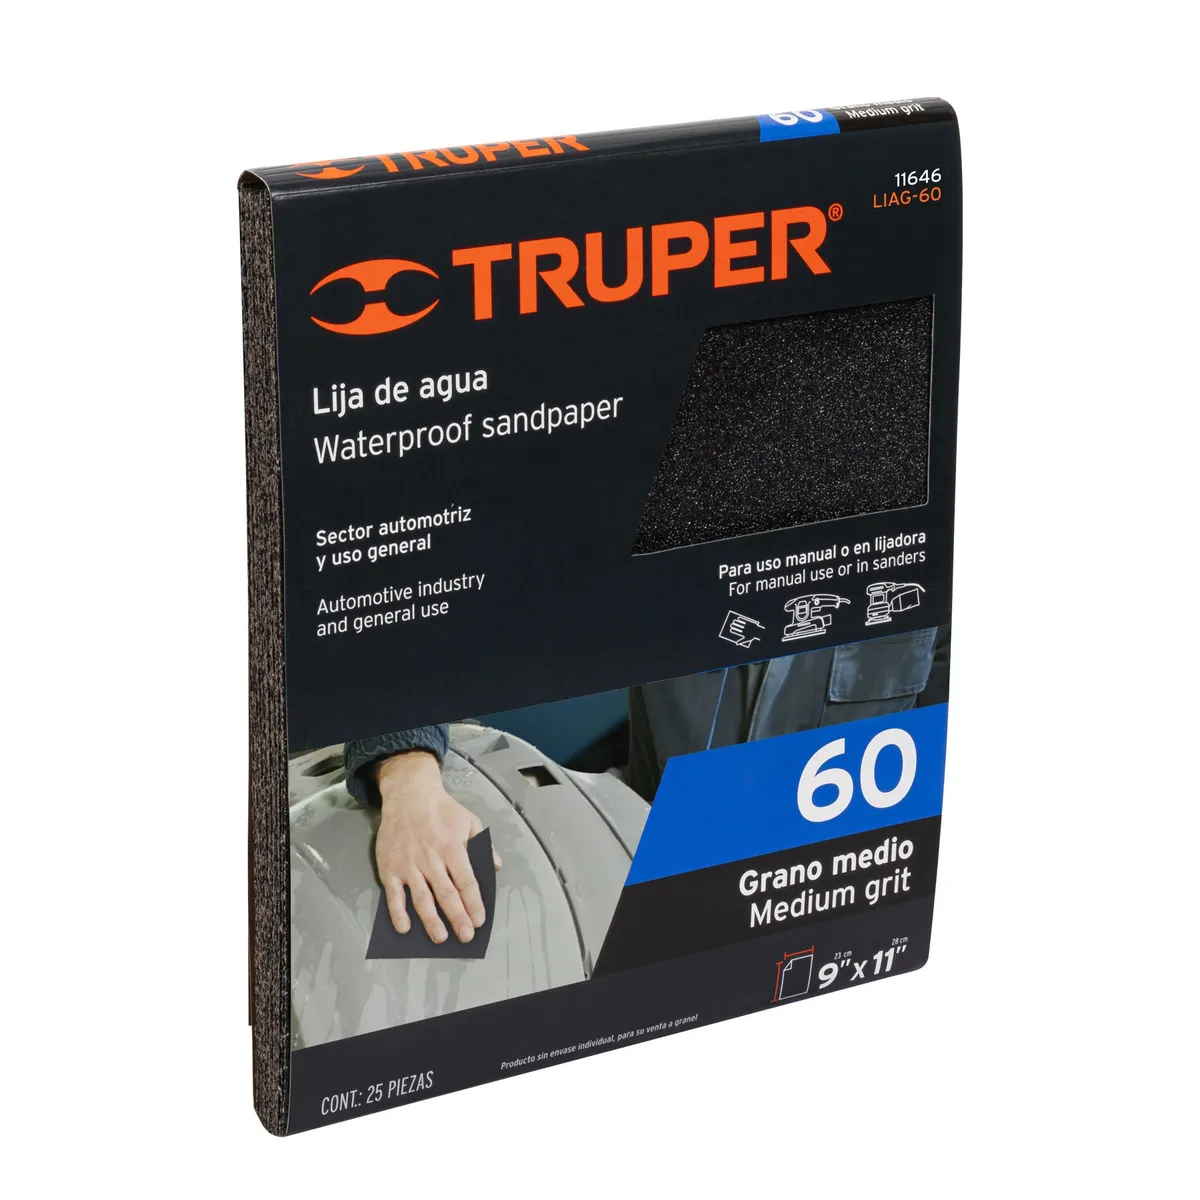 TRUPER
60
Grano medio
Medium grit
11646
LIAG-60
TRUPER®
Lija de agua
Waterproof sandpaper
Sector automotriz
y uso general
Automotive industry
and general use
Para uso manual o en lijadora
For manual use or in sanders
60
Grano medio
Medium grit
23 cm
28 cm
9" x 11"
Producto sin envase individual, para su venta a granel
CONT.: 25 PIEZAS